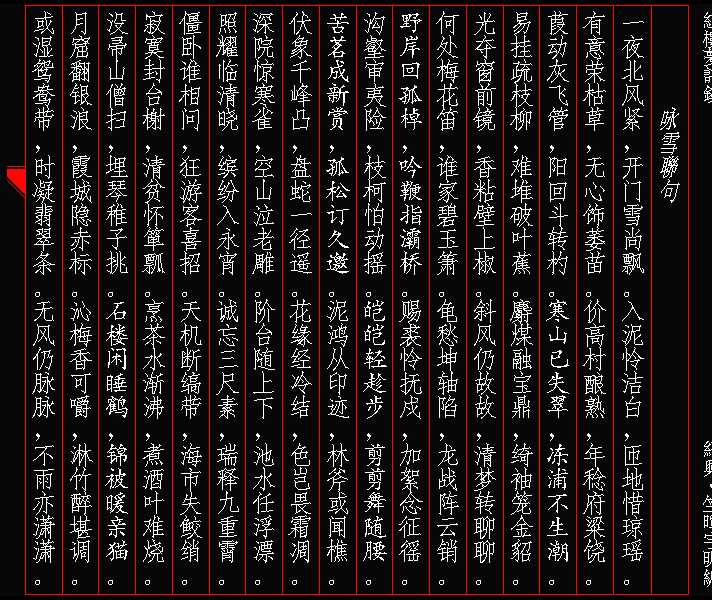 咏雪聯句
一夜北风紧，开门雪尚飘。入泥怜洁白，匝地惜琼瑶。
有意荣枯草，无心饰萎苗。价高村酿熟，年稔府粱饶。
葭动灰飞管，阳回斗转杓。寒山已失翠，冻浦不生潮。
易挂疏枝柳，难堆破叶蕉。麝煤融宝鼎，绮袖笼金貂。
光夺窗前镜，香粘壁上椒。斜风仍故故，清梦转聊聊。
何处梅花笛，谁家碧玉箫。龟愁坤轴陷，龙战阵云销。
野岸回孤棹，吟鞭指灞桥。赐裘怜抚戍，加絮念征徭。
沟壑审夷险，枝柯怕动摇。皑皑轻趁步，剪剪舞随腰。
苦茗成新赏，孤松订久邀。泥鸿从印迹，林斧或闻樵。
伏象千峰凸，盘蛇一径遥。花缘经冷结，色岂畏霜凋。
深院惊寒雀，空山泣老雕。阶台随上下，池水任浮漂。
照耀临清晓，缤纷入永宵。诚忘三尺素，瑞释九重霄。
僵卧谁相问，狂游客喜招。天机断缟带，海市失鲛绡。
寂寞封台榭，清贫怀箪瓢。烹茶水渐沸，煮酒叶难烧。
没帚山僧扫，埋琴稚子挑。石楼闲睡鹤，锦被暖亲猫。
月窟翻银浪，霞城隐赤标。沁梅香可嚼，淋竹醉堪调。
或湿鸳鸯带，时凝翡翠条。无风仍脉脉，不雨亦潇潇。